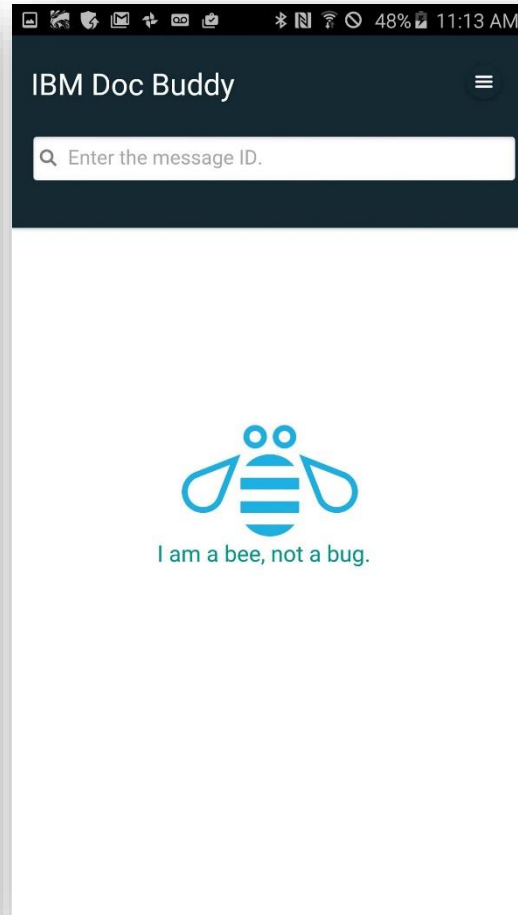 48% 11:13 AM
IBM Doc Buddy
Enter the message ID.
I am a bee, not a bug.